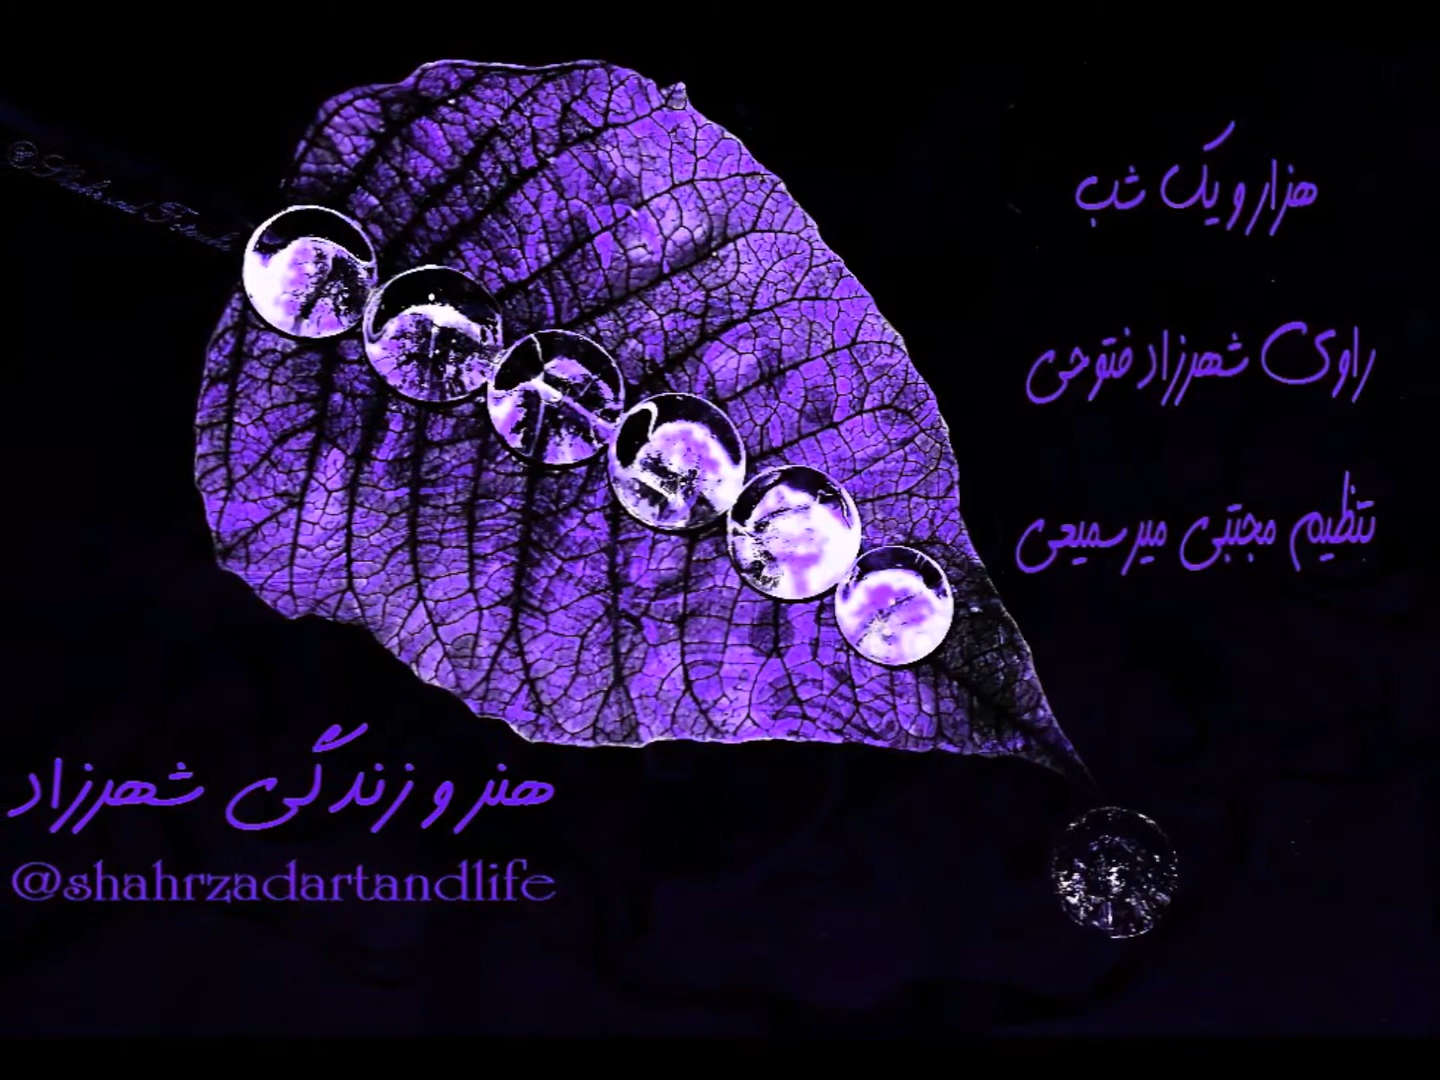 هزار و یک شب
راوی شهرزاد فتوحی
تنظیم مجتبی میرسمیعی
هنر و زندگی شهرزاد
@shahrzadartandlife